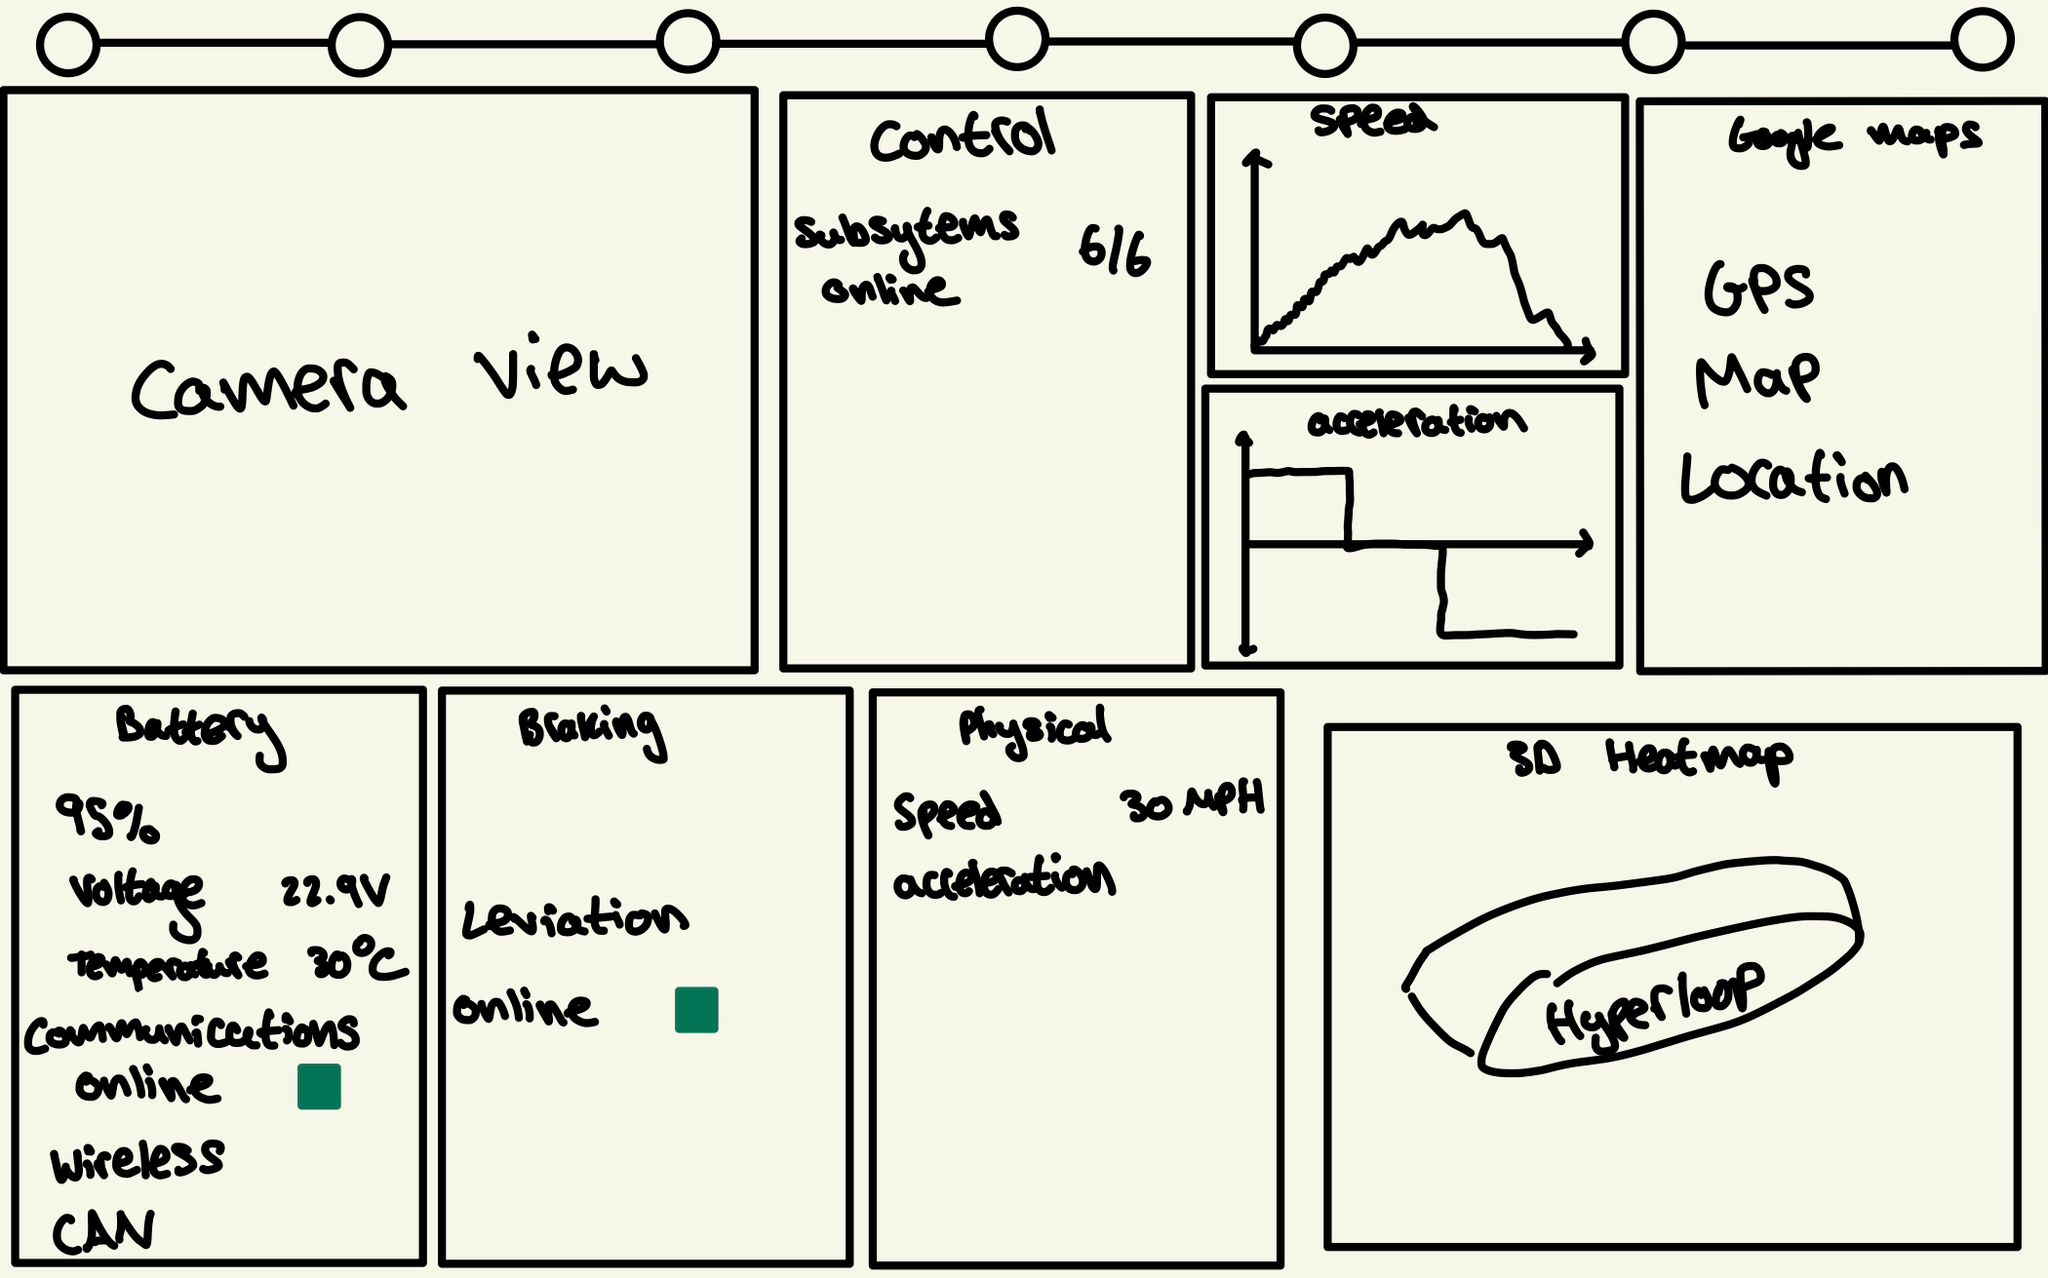 Camera View
Control
Subsytems 6/6
online
Speed
acceleration
Google maps
GPS
Map
Location
Battery
95%
Voltage 22.9V
Temperature 30°C
Communiccations
online
Wireless
CAN
Braking
Leviation
online
Physical
Speed 30 MPH
acceleration
3D Heatmap
Hyperloop